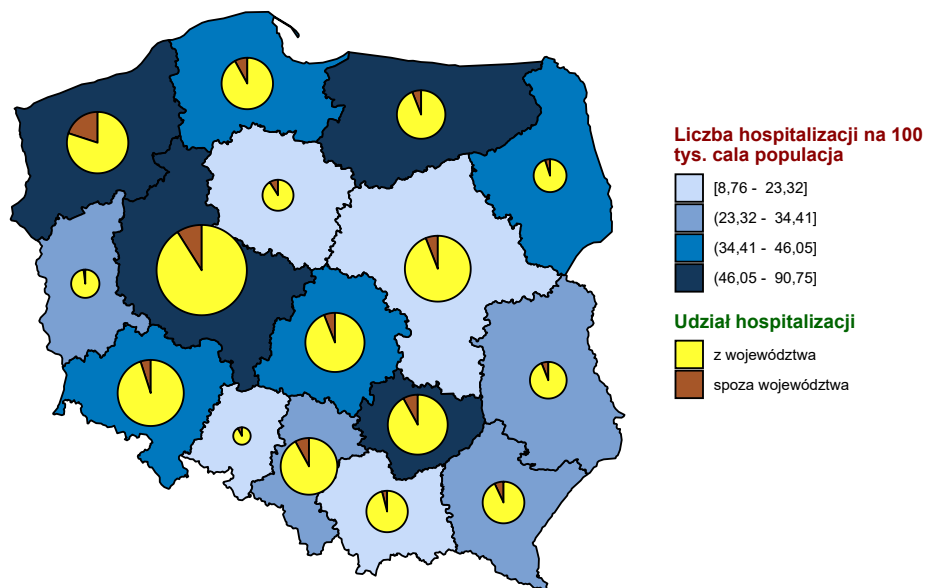 Liczba hospitalizacji na 100
tys. cala populacja
[8,76 - 23,32]
(23,32 - 34,41]
(34,41 - 46,05]
(46,05 - 90,75]
Udział hospitalizacji
z województwa
spoza województwa